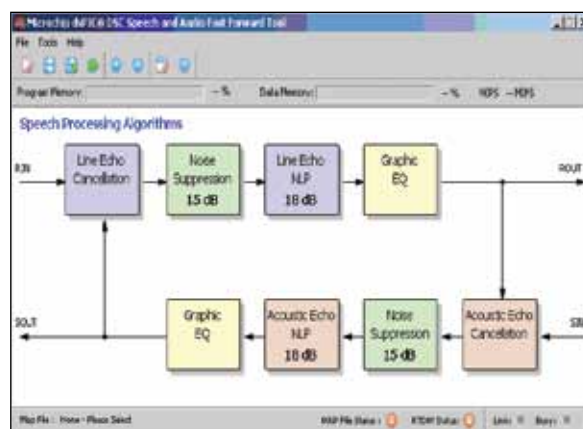 Microchip dsPIC® DSC Speech and Audio Fast Forward Tool
File Tools Help
Program Memory: - % Data Memory: - % MIPS
Speech Processing Algorithms
RIN
Line Echo
Cancellation
Noise
Suppression
15 dB
Line Echo
NLP
18 dB
Graphic
EQ
ROUT
SOUT
Graphic
EQ
Acoustic Echo
NLP
18 dB
Noise
Suppression
15 dB
Acoustic Echo
Cancellation
SIN
Map File : None - Please Select MAP File Status : RTDM Status: Link: Busy: